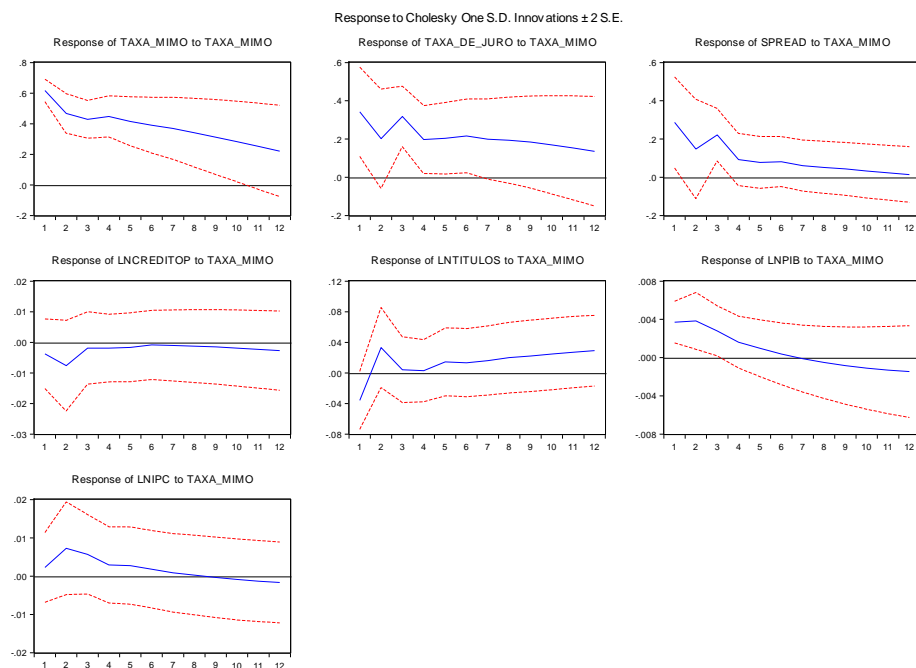 Response to Cholesky One S.D. Innovations ± 2 S.E.
Response of TAXA_MIMO to TAXA_MIMO
.8
.6
.4
.2
.0
-.2
1 2 3 4 5 6 7 8 9 10 11 12
Response of TAXA_DE_JURO to TAXA_MIMO
.6
.4
.2
.0
-.2
1 2 3 4 5 6 7 8 9 10 11 12
Response of SPREAD to TAXA_MIMO
.6
.4
.2
.0
-.2
1 2 3 4 5 6 7 8 9 10 11 12
Response of LNCREDITOP to TAXA_MIMO
.02
.01
.00
-.01
-.02
-.03
1 2 3 4 5 6 7 8 9 10 11 12
Response of LNTITULOS to TAXA_MIMO
.12
.08
.04
.00
-.04
-.08
1 2 3 4 5 6 7 8 9 10 11 12
Response of LNPIB to TAXA_MIMO
.008
.004
.000
-.004
-.008
1 2 3 4 5 6 7 8 9 10 11 12
Response of LNIPC to TAXA_MIMO
.02
.01
.00
-.01
-.02
1 2 3 4 5 6 7 8 9 10 11 12